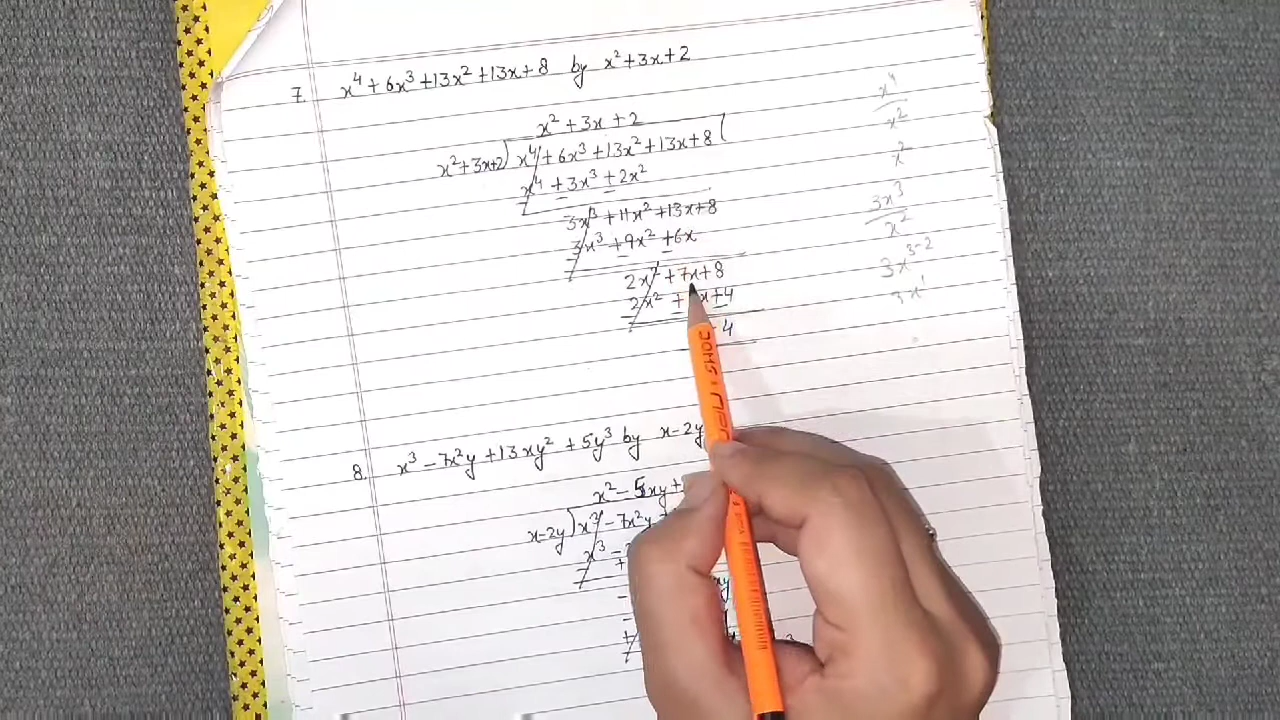 7. x⁴ + 6x³ + 13x² + 13x + 8 by x² + 3x + 2
x² + 3x + 2
x² + 3x + 2 ) x⁴ + 6x³ + 13x² + 13x + 8 (
x⁴ + 3x³ + 2x²
3x³ + 11x² + 13x + 8
3x³ + 9x² + 6x
2x² + 7x + 8
2x² + x + 4
4
x⁴
x²
x²
3x³
x²
3x³⁻²
3x¹
8. x³ - 7x²y + 13xy² + 5y³ by x - 2y
x² - 5xy +
x - 2y ) x³ - 7x²y
x³ -
DOMS